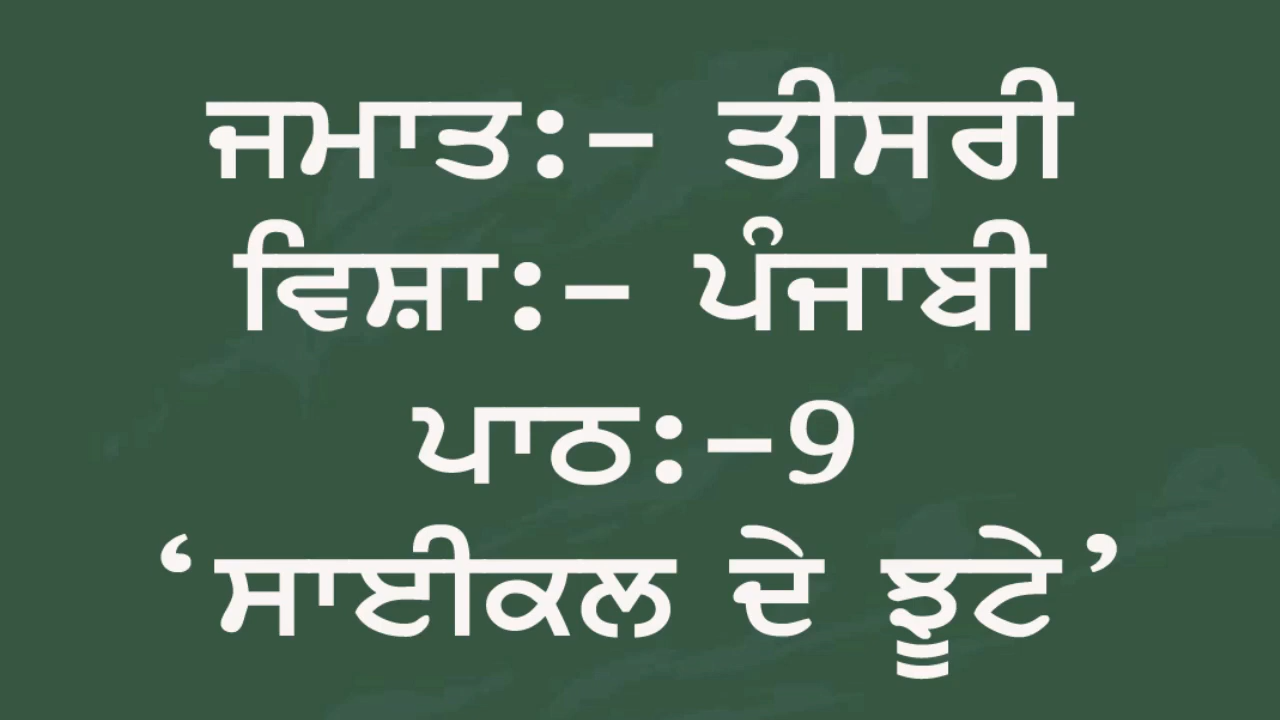 ਜਮਾਤ:- ਤੀਸਰੀ
ਵਿਸ਼ਾ:- ਪੰਜਾਬੀ
ਪਾਠ:-9
‘ਸਾਈਕਲ ਦੇ ਝੂਟੇ’